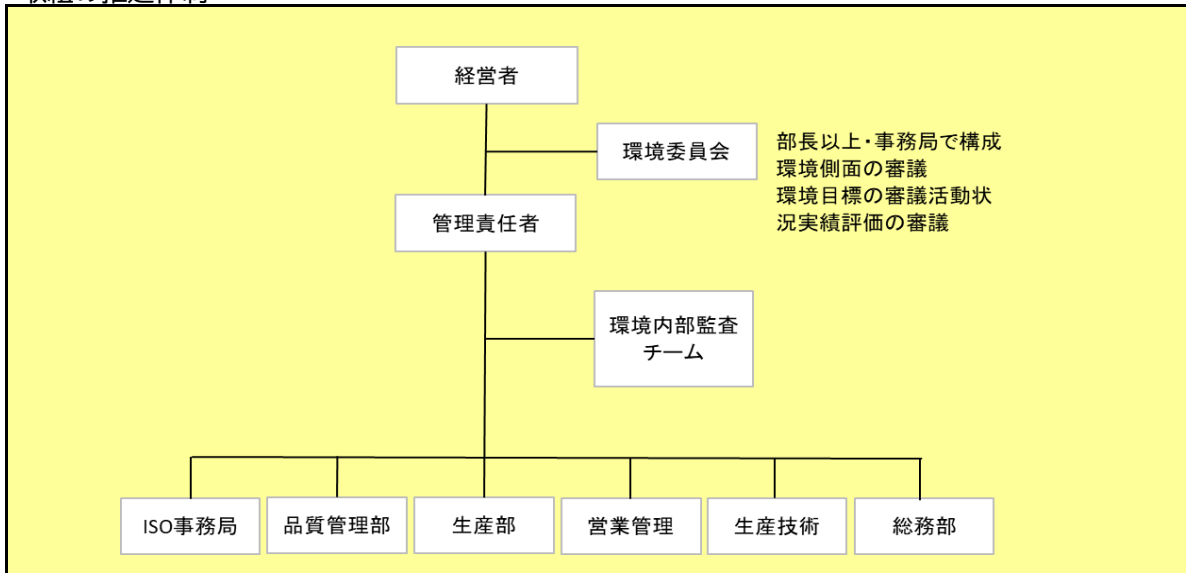 経営者
環境委員会
部長以上・事務局で構成
環境側面の審議
環境目標の審議活動状
況実績評価の審議
管理責任者
環境内部監査
チーム
ISO事務局
品質管理部
生産部
営業管理
生産技術
総務部